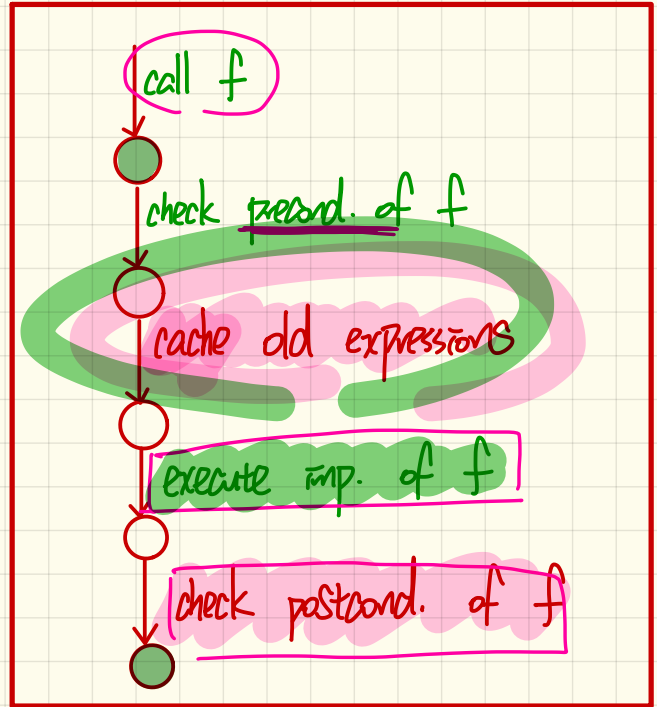 call f
check precond. of f
cache old expressions
execute imp. of f
check postcond. of f